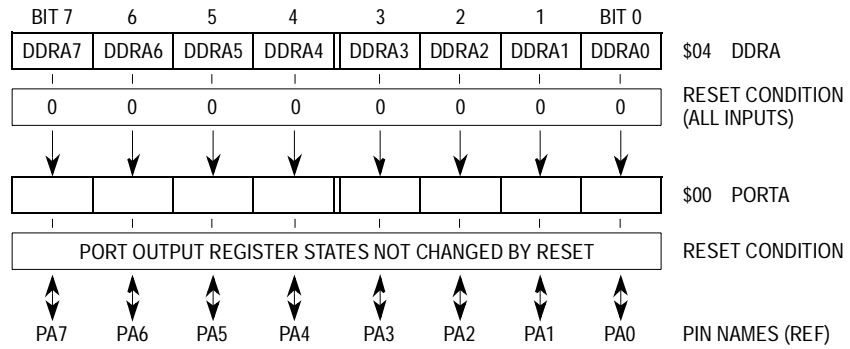 BIT 7 6 5 4 3 2 1 BIT 0
DDRA7 DDRA6 DDRA5 DDRA4 DDRA3 DDRA2 DDRA1 DDRA0 $04 DDRA
0 0 0 0 0 0 0 0 RESET CONDITION
(ALL INPUTS)
$00 PORTA
PORT OUTPUT REGISTER STATES NOT CHANGED BY RESET RESET CONDITION
PA7 PA6 PA5 PA4 PA3 PA2 PA1 PA0 PIN NAMES (REF)